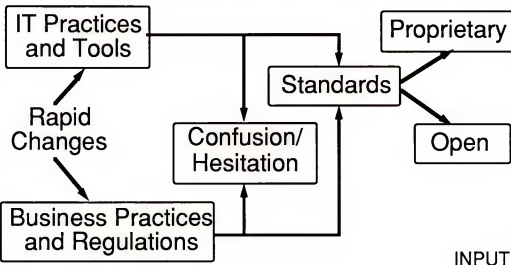 IT Practices
and Tools
Proprietary
Standards
Rapid
Changes
Confusion/
Hesitation
Open
Business Practices
and Regulations
INPUT